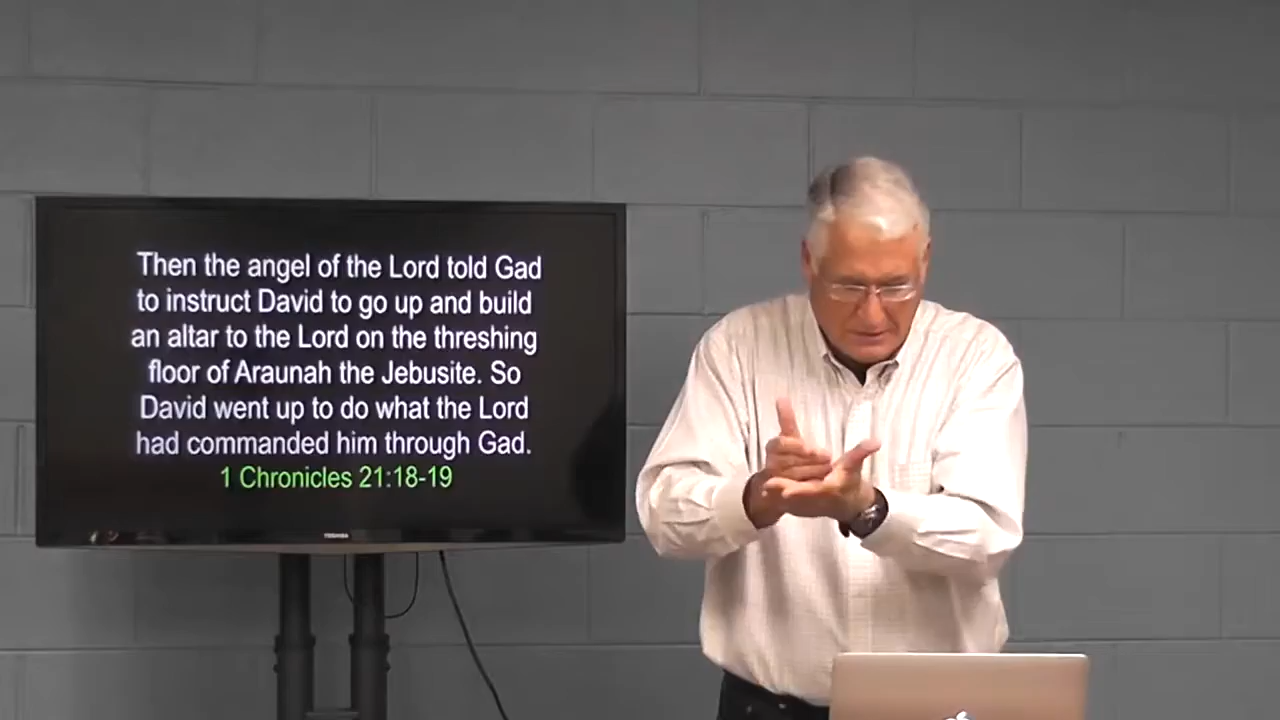 Then the angel of the Lord told Gad
to instruct David to go up and build
an altar to the Lord on the threshing
floor of Araunah the Jebusite. So
David went up to do what the Lord
had commanded him through Gad.
1 Chronicles 21:18-19
TOSHIBA